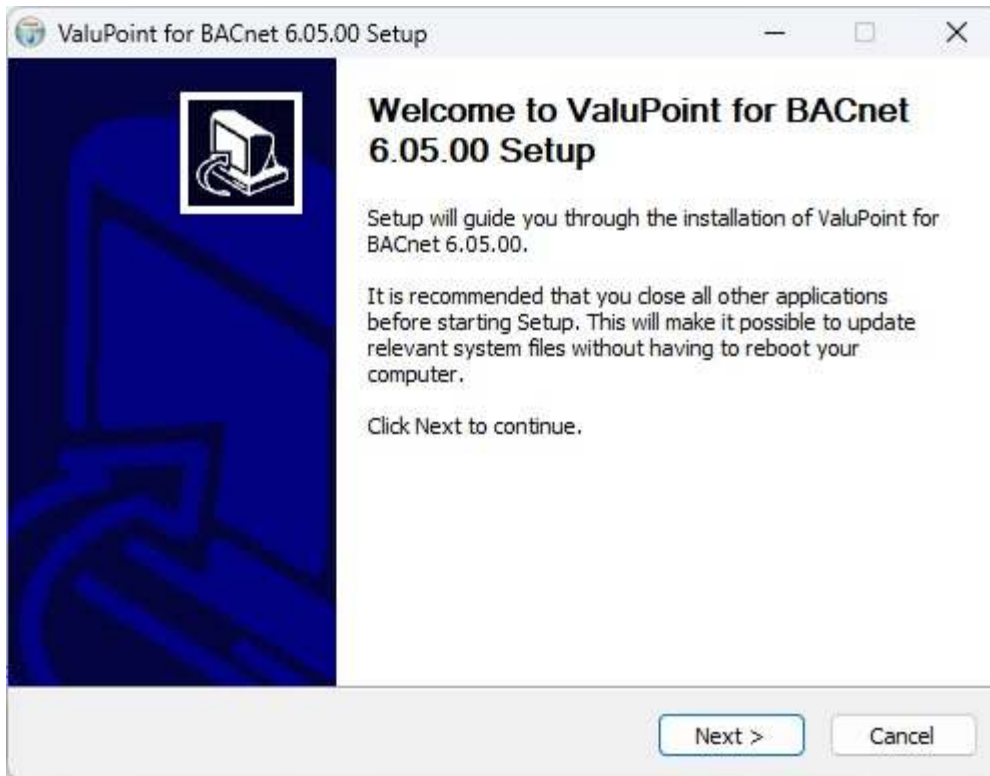 ValuPoint for BACnet 6.05.00 Setup
Welcome to ValuPoint for BACnet
6.05.00 Setup
Setup will guide you through the installation of ValuPoint for
BACnet 6.05.00.
It is recommended that you close all other applications
before starting Setup. This will make it possible to update
relevant system files without having to reboot your
computer.
Click Next to continue.
Next >
Cancel